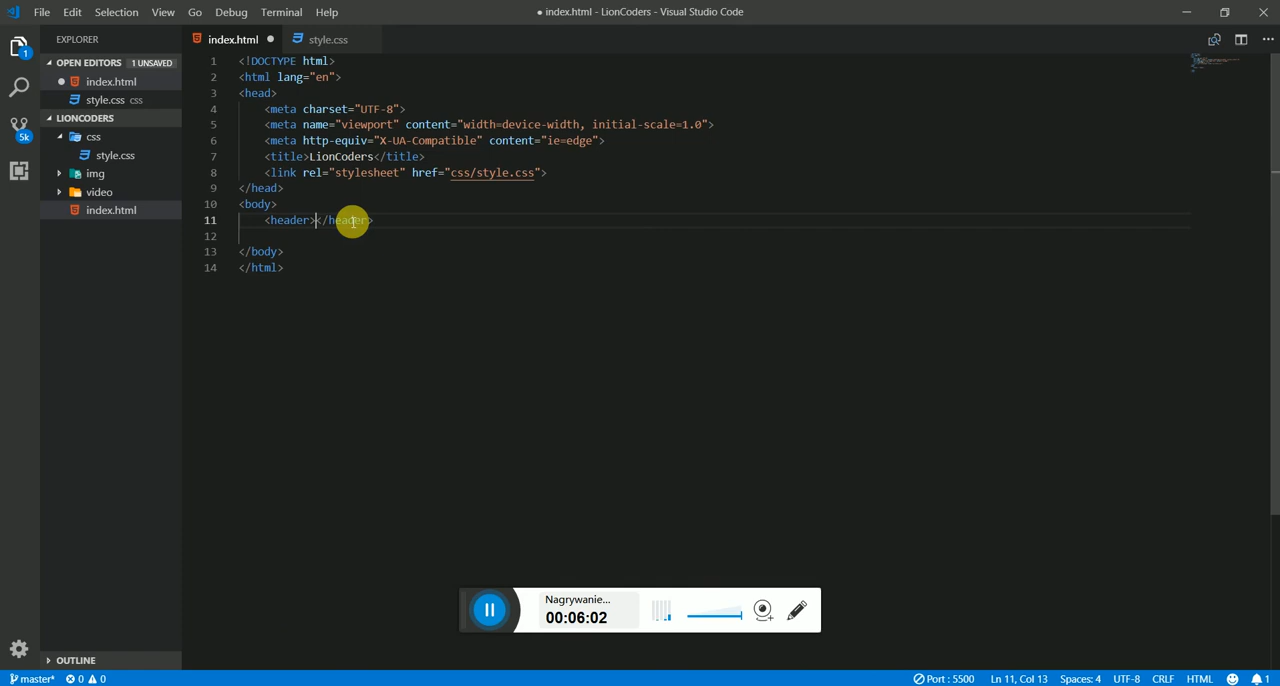 File Edit Selection View Go Debug Terminal Help
● index.html - LionCoders - Visual Studio Code
EXPLORER
OPEN EDITORS 1 UNSAVED
index.html
style.css css
LIONCODERS
css
style.css
img
video
index.html
OUTLINE
1
5k
index.html
style.css
1 <!DOCTYPE html>
2 <html lang="en">
3 <head>
4 <meta charset="UTF-8">
5 <meta name="viewport" content="width=device-width, initial-scale=1.0">
6 <meta http-equiv="X-UA-Compatible" content="ie=edge">
7 <title>LionCoders</title>
8 <link rel="stylesheet" href="css/style.css">
9 </head>
10 <body>
11 <header></header>
12
13 </body>
14 </html>
Nagrywanie...
00:06:02
master* 0 0
Port : 5500 Ln 11, Col 13 Spaces: 4 UTF-8 CRLF HTML 1